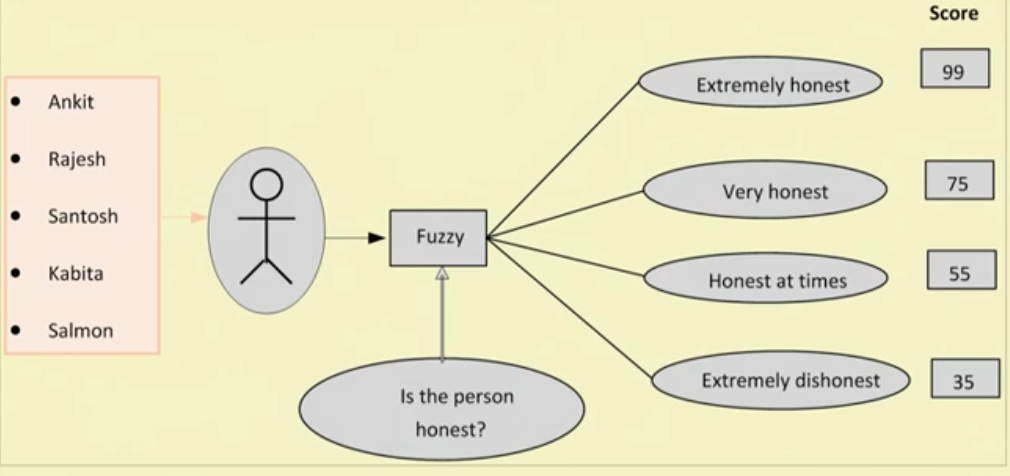 Score
Ankit
Rajesh
Santosh
Kabita
Salmon
Fuzzy
Is the person
honest?
Extremely honest
99
Very honest
75
Honest at times
55
Extremely dishonest
35